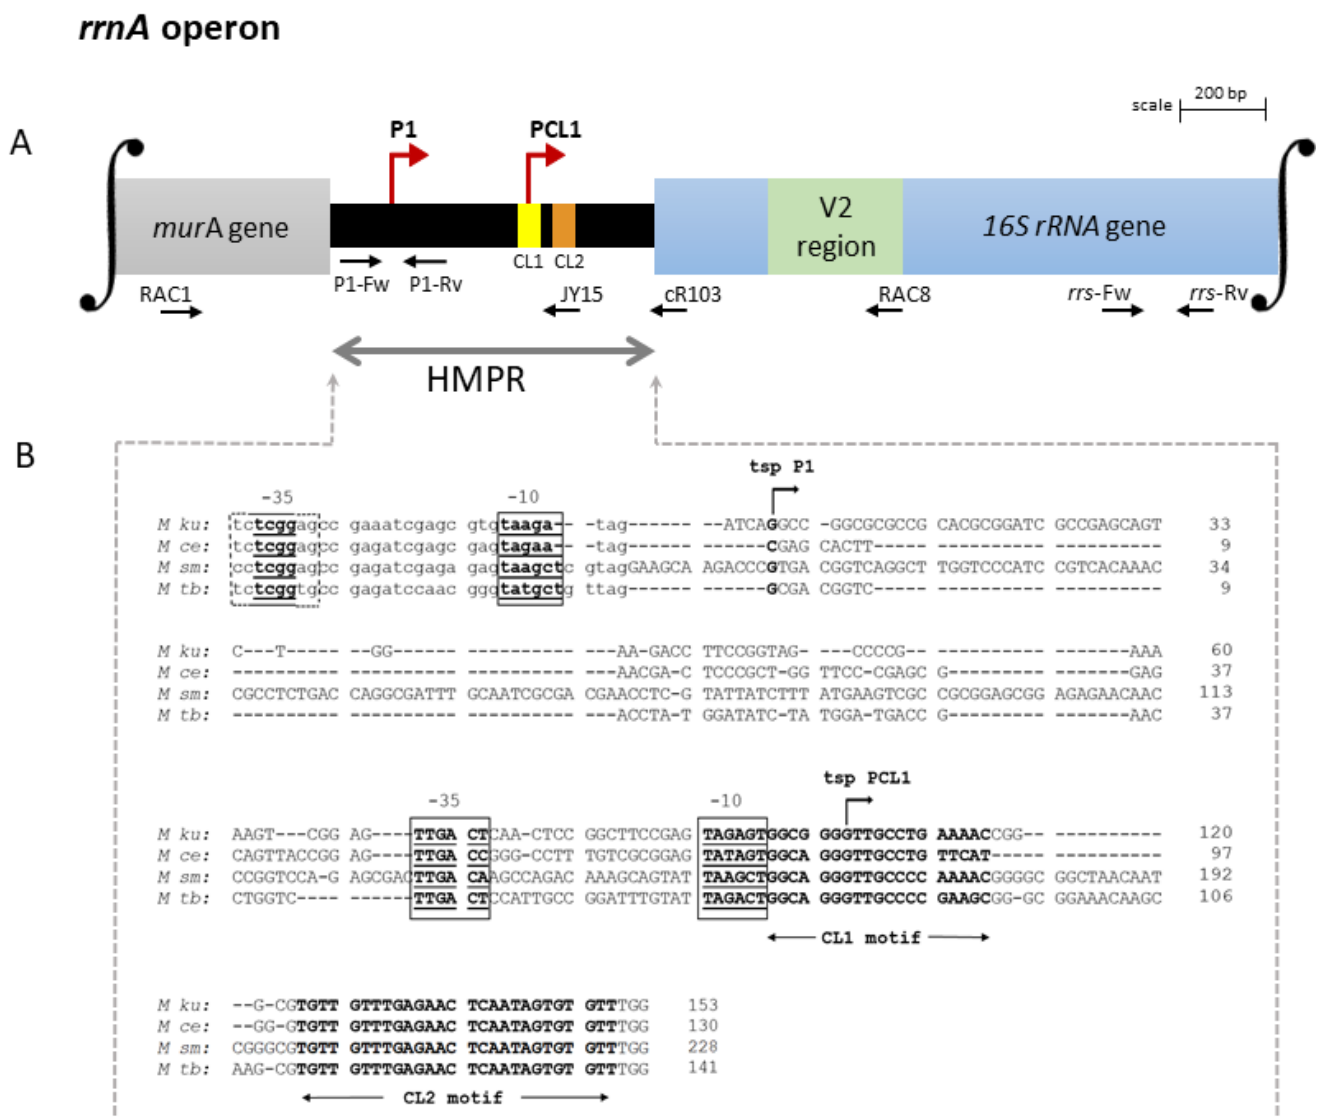 rrnA operon
scale 200 bp
A
P1 PCL1
murA gene V2 region 16S rRNA gene
CL1 CL2
P1-Fw P1-Rv
RAC1 JY15 cR103 RAC8 rrs-Fw rrs-Rv
HMPR
B
tsp P1
-35 -10
M ku: tctcggagcc gaaatcgagc gtgtaaga-- -tag------ ---ATCAGGCC -GGCGCGCCG CACGCGGATC GCCGAGCAGT 33
M ce: tctcggagcc gagatcgagc gagtagaa-- -tag------ -------CGAG CACTT----- ---------- ---------- 9
M sm: cctcggagcc gagatcgaga gagtaagctc gtagGAAGCA AGACCCGTGA CGGTCAGGCT TGGTCCCATC CGTCACAAAC 34
M tb: tctcggtgcc gagatccaac gggtatgctg ttag------ -------GCGA CGGTC----- ---------- ---------- 9
M ku: C---T----- -GG------- ---------- ---AA-GACC TTCCGGTAG- ---CCCCG-- ---------- -------AAA 60
M ce: ---------- ---------- ---------- ---AACGA-C TCCCGCT-GG TTCC-CGAGC G--------- -------GAG 37
M sm: CGCCTCTGAC CAGGCGATTT GCAATCGCGA CGAACCTC-G TATTATCTTT ATGAAGTCGC CGCGGAGCGG AGAGAACAAC 113
M tb: ---------- ---------- ---------- ---ACCTA-T GGATATC-TA TGGA-TGACC G--------- -------AAC 37
tsp PCL1
-35 -10
M ku: AAGT---CGG AG----TTGA CTCAA-CTCC GGCTTCCGAG TAGAGTGGCG GGGTTGCCTG AAAACCGG-- ---------- 120
M ce: CAGTTACCGG AG----TTGA CCGGG-CCTT TGTCGCGGAG TATAGTGGCA GGGTTGCCTG TTCAT----- ---------- 97
M sm: CCGGTCCA-G AGCGACTTGA CAAGCCAGAC AAAGCAGTAT TAAGCTGGCA GGGTTGCCCC AAAACGGGGC GGCTAACAAT 192
M tb: CTGGTC---- ------TTGA CTCCATTGCC GGATTTGTAT TAGACTGGCA GGGTTGCCCC GAAGCGG-GC GGAAACAAGC 106
CL1 motif
M ku: --G-CGTGTT GTTTGAGAAC TCAATAGTGT GTTTGG 153
M ce: --GG-GTGTT GTTTGAGAAC TCAATAGTGT GTTTGG 130
M sm: CGGGCGTGTT GTTTGAGAAC TCAATAGTGT GTTTGG 228
M tb: AAG-CGTGTT GTTTGAGAAC TCAATAGTGT GTTTGG 141
CL2 motif